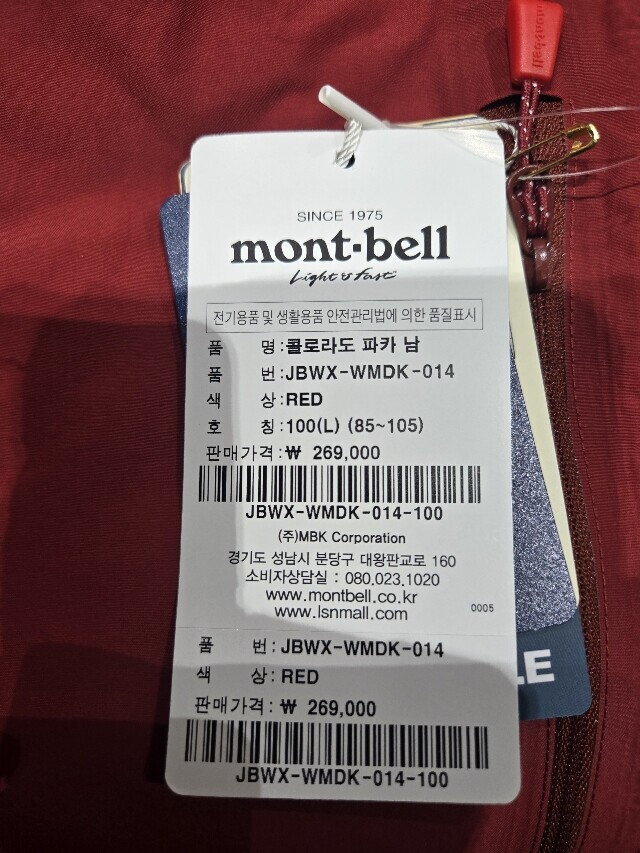 mont-bell
SINCE 1975
mont-bell
Light & Fast
전기용품 및 생활용품 안전관리법에 의한 품질표시
품 명:콜로라도 파카 남
품 번:JBWX-WMDK-014
색 상:RED
호 칭:100(L) (85~105)
판매가격:₩ 269,000
JBWX-WMDK-014-100
(주)MBK Corporation
경기도 성남시 분당구 대왕판교로 160
소비자상담실 : 080.023.1020
www.montbell.co.kr
www.lsnmall.com
0005
품 번:JBWX-WMDK-014
색 상:RED
판매가격:₩ 269,000
JBWX-WMDK-014-100
LE